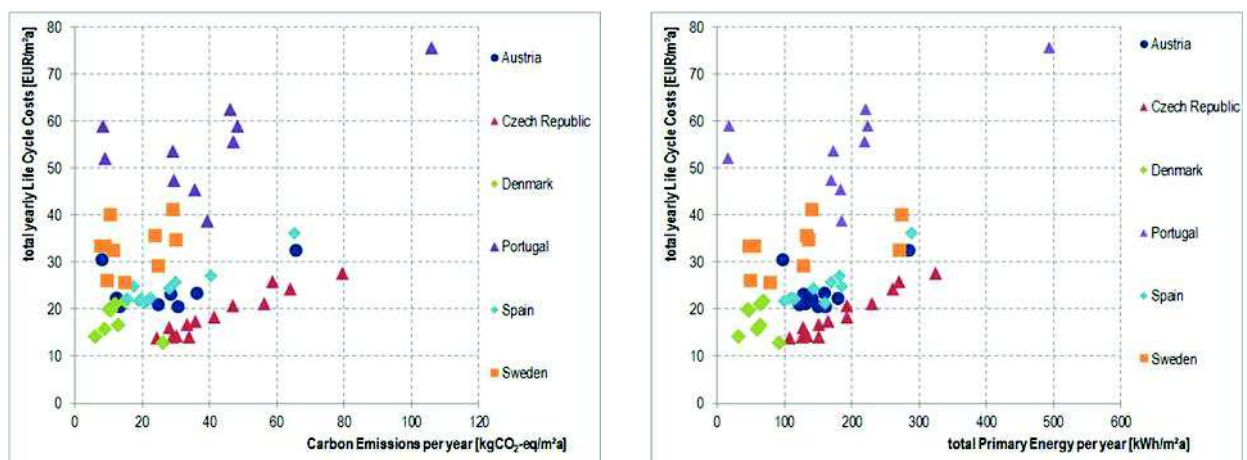 total yearly Life Cycle Costs [EUR/m²a]
80
70
60
50
40
30
20
10
0
0 20 40 60 80 100 120
Carbon Emissions per year [kgCO₂-eq/m²a]
Austria
Czech Republic
Denmark
Portugal
Spain
Sweden
total yearly Life Cycle Costs [EUR/m²a]
80
70
60
50
40
30
20
10
0
0 100 200 300 400 500 600
total Primary Energy per year [kWh/m²a]
Austria
Czech Republic
Denmark
Portugal
Spain
Sweden